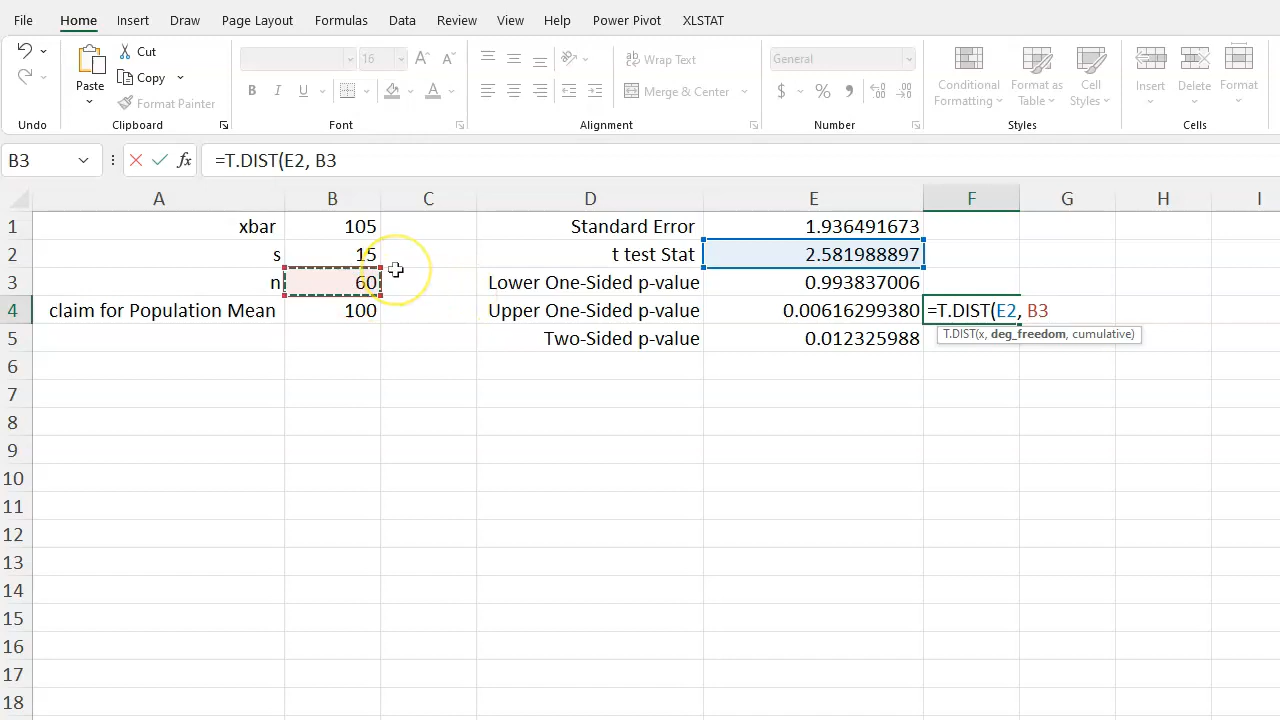 File Home Insert Draw Page Layout Formulas Data Review View Help Power Pivot XLSTAT
Undo
Paste
Cut
Copy
Format Painter
Clipboard
16
B I U A
Font
Wrap Text
Merge & Center
Alignment
General
$ % 9
Number
Conditional Formatting
Format as Table
Cell Styles
Styles
Insert Delete Format
Cells
B3 fx =T.DIST(E2, B3
A B C D E F G H I
1 xbar 105 Standard Error 1.936491673
2 s 15 t test Stat 2.581988897
3 n 60 Lower One-Sided p-value 0.993837006
4 claim for Population Mean 100 Upper One-Sided p-value 0.00616299380 =T.DIST(E2, B3
T.DIST(x, deg_freedom, cumulative)
5 Two-Sided p-value 0.012325988
6
7
8
9
10
11
12
13
14
15
16
17
18